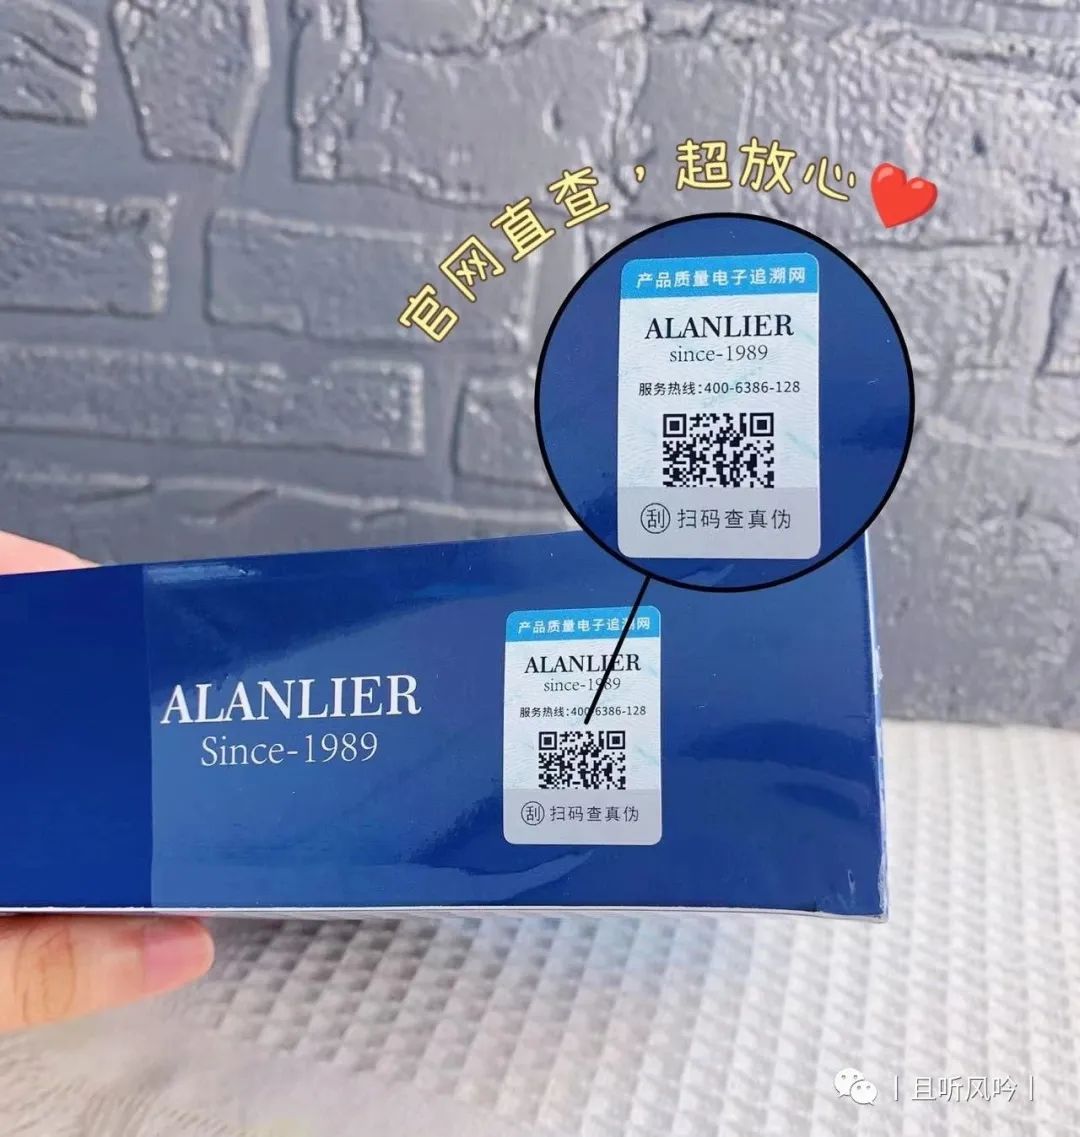 官网直查，超放心
产品质量电子追溯网
ALANLIER
since-1989
服务热线:400-6386-128
刮 扫码查真伪
ALANLIER
Since-1989
产品质量电子追溯网
ALANLIER
since-1989
服务热线:400-6386-128
刮 扫码查真伪
丨且听风吟丨